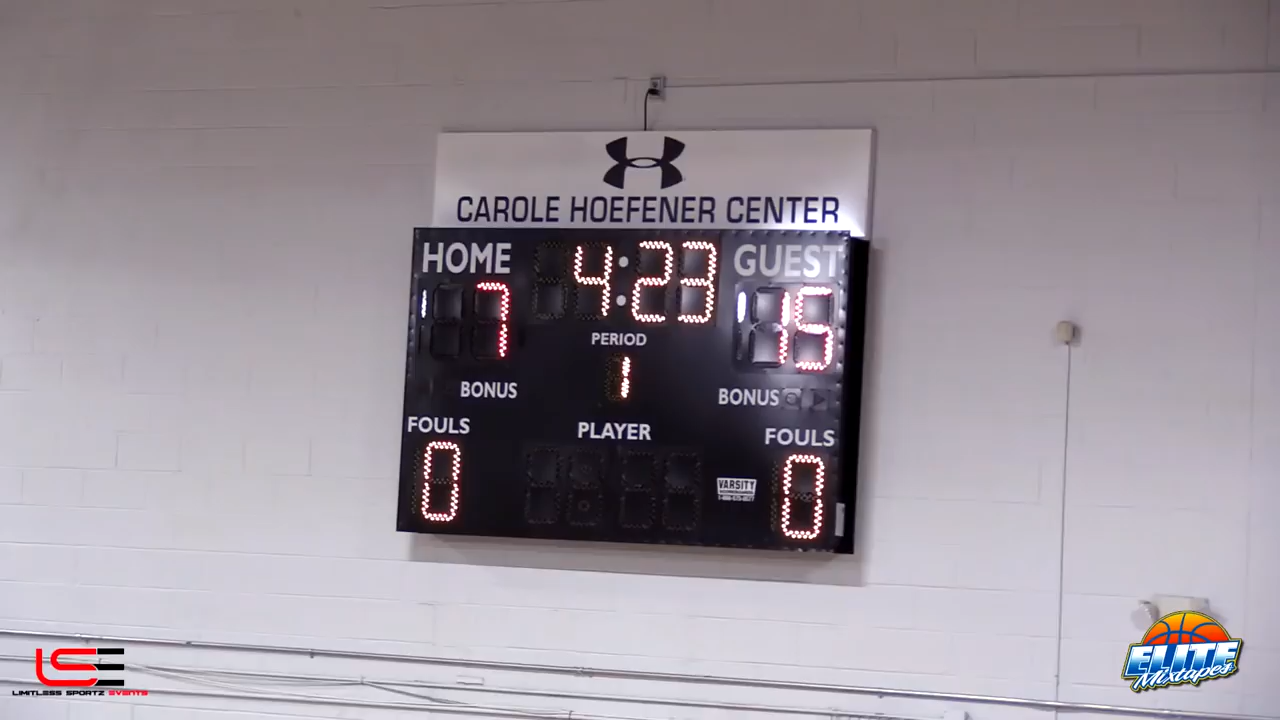 CAROLE HOEFENER CENTER
HOME 4:23 GUEST
7 15
PERIOD
1
BONUS BONUS
FOULS PLAYER FOULS
0 0
VARSITY
LSE
LIMITLESS SPORTZ EVENTS
ELITE
Mixtapes